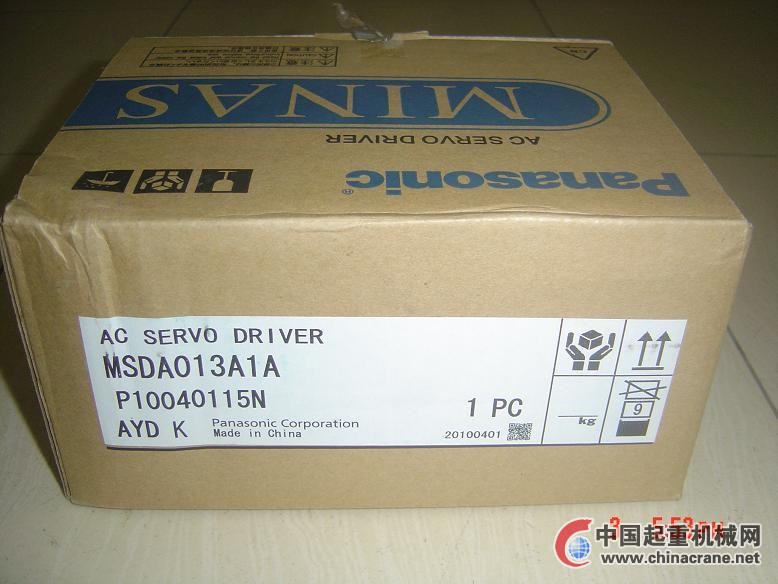 MINAS
AC SERVO DRIVER
Panasonic®
AC SERVO DRIVER
MSDA013A1A
P10040115N
1 PC
AYD K
Panasonic Corporation
Made in China
20100401
kg
9
中国起重机械网
www.chinacrane.net